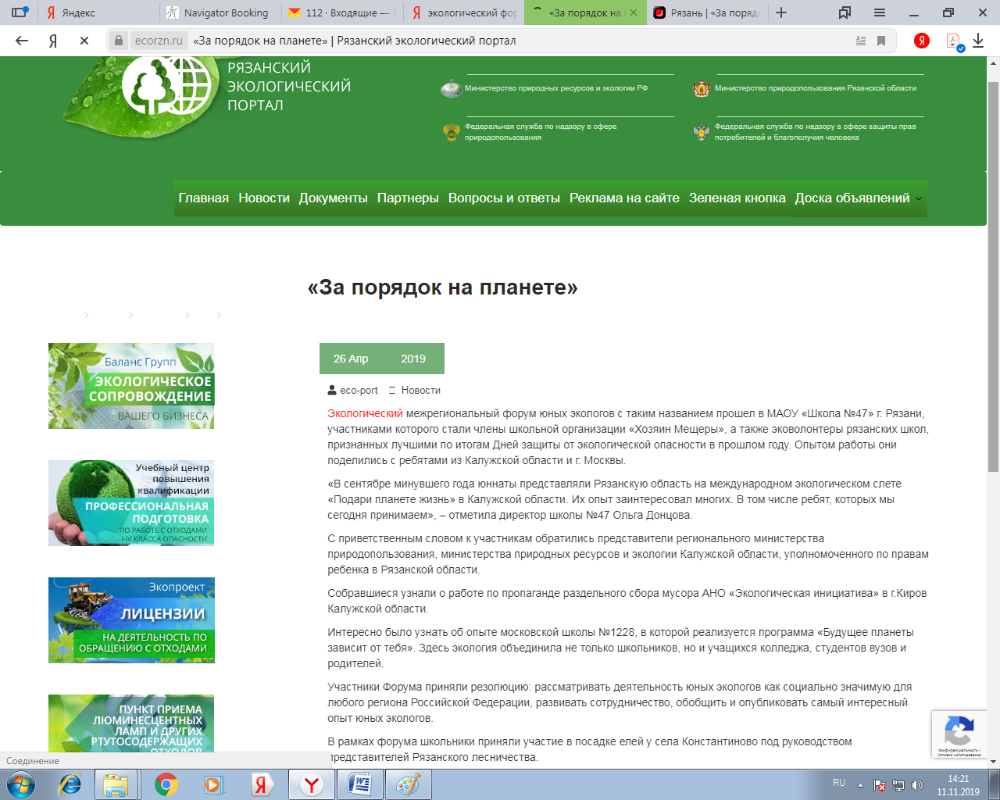 Яндекс
Navigator Booking
112 · Входящие —
экологический фор
«За порядок на
Рязань | «За поряд
ecorzn.ru «За порядок на планете» | Рязанский экологический портал
РЯЗАНСКИЙ
ЭКОЛОГИЧЕСКИЙ
ПОРТАЛ
Министерство природных ресурсов и экологии РФ
Министерство природопользования Рязанской области
Федеральная служба по надзору в сфере
природопользования
Федеральная служба по надзору в сфере защиты прав
потребителей и благополучия человека
Главная Новости Документы Партнеры Вопросы и ответы Реклама на сайте Зеленая кнопка Доска объявлений
«За порядок на планете»
Баланс Групп
ЭКОЛОГИЧЕСКОЕ
СОПРОВОЖДЕНИЕ
ВАШЕГО БИЗНЕСА
Учебный центр
повышения
квалификации
ПРОФЕССИОНАЛЬНАЯ
ПОДГОТОВКА
ПО РАБОТЕ С ОТХОДАМИ
I-IV КЛАССА ОПАСНОСТИ
Экопроект
ЛИЦЕНЗИИ
НА ДЕЯТЕЛЬНОСТЬ ПО
ОБРАЩЕНИЮ С ОТХОДАМИ
ПУНКТ ПРИЕМА
ЛЮМИНЕСЦЕНТНЫХ
ЛАМП И ДРУГИХ
РТУТОСОДЕРЖАЩИХ
ОТХОДОВ
26 Апр 2019
eco-port Новости
Экологический межрегиональный форум юных экологов с таким названием прошел в МАОУ «Школа №47» г. Рязани,
участниками которого стали члены школьной организации «Хозяин Мещеры», а также эковолонтеры рязанских школ,
признанных лучшими по итогам Дней защиты от экологической опасности в прошлом году. Опытом работы они
поделились с ребятами из Калужской области и г. Москвы.
«В сентябре минувшего года юннаты представляли Рязанскую область на международном экологическом слете
«Подари планете жизнь» в Калужской области. Их опыт заинтересовал многих. В том числе ребят, которых мы
сегодня принимаем», – отметила директор школы №47 Ольга Донцова.
С приветственным словом к участникам обратились представители регионального министерства
природопользования, министерства природных ресурсов и экологии Калужской области, уполномоченного по правам
ребенка в Рязанской области.
Собравшиеся узнали о работе по пропаганде раздельного сбора мусора АНО «Экологическая инициатива» в г.Киров
Калужской области.
Интересно было узнать об опыте московской школы №1228, в которой реализуется программа «Будущее планеты
зависит от тебя». Здесь экология объединила не только школьников, но и учащихся колледжа, студентов вузов и
родителей.
Участники Форума приняли резолюцию: рассматривать деятельность юных экологов как социально значимую для
любого региона Российской Федерации, развивать сотрудничество, обобщить и опубликовать самый интересный
опыт юных экологов.
В рамках форума школьники приняли участие в посадке елей у села Константиново под руководством
представителей Рязанского лесничества.
Конфиденциальность -
Условия использования
Соединение
RU
14:21
11.11.2019